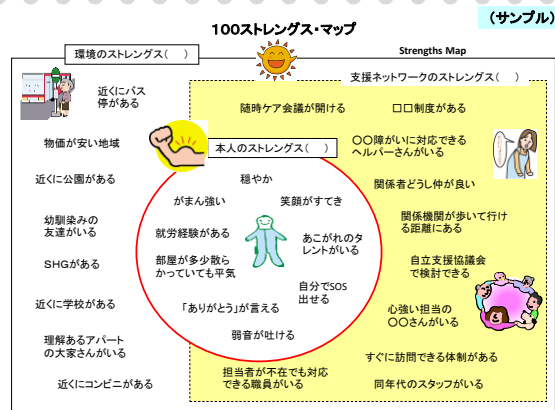 (サンプル)
100ストレングス・マップ
Strengths Map
環境のストレングス(　)
支援ネットワークのストレングス(　)
本人のストレングス(　)
近くにバス
停がある
物価が安い地域
近くに公園がある
幼馴染みの
友達がいる
SHGがある
近くに学校がある
理解あるアパート
の大家さんがいる
近くにコンビニがある
穏やか
がまん強い
笑顔がすてき
就労経験がある
あこがれのタ
レントがいる
部屋が多少散ら
かっていても平気
自分でSOS
出せる
「ありがとう」が言える
弱音が吐ける
随時ケア会議が開ける
□□制度がある
〇〇障がいに対応できる
ヘルパーさんがいる
関係者どうし仲が良い
関係機関が歩いて行け
る距離にある
自立支援協議会
で検討できる
心強い担当の
〇〇さんがいる
すぐに訪問できる体制がある
担当者が不在でも対応
できる職員がいる
同年代のスタッフがいる